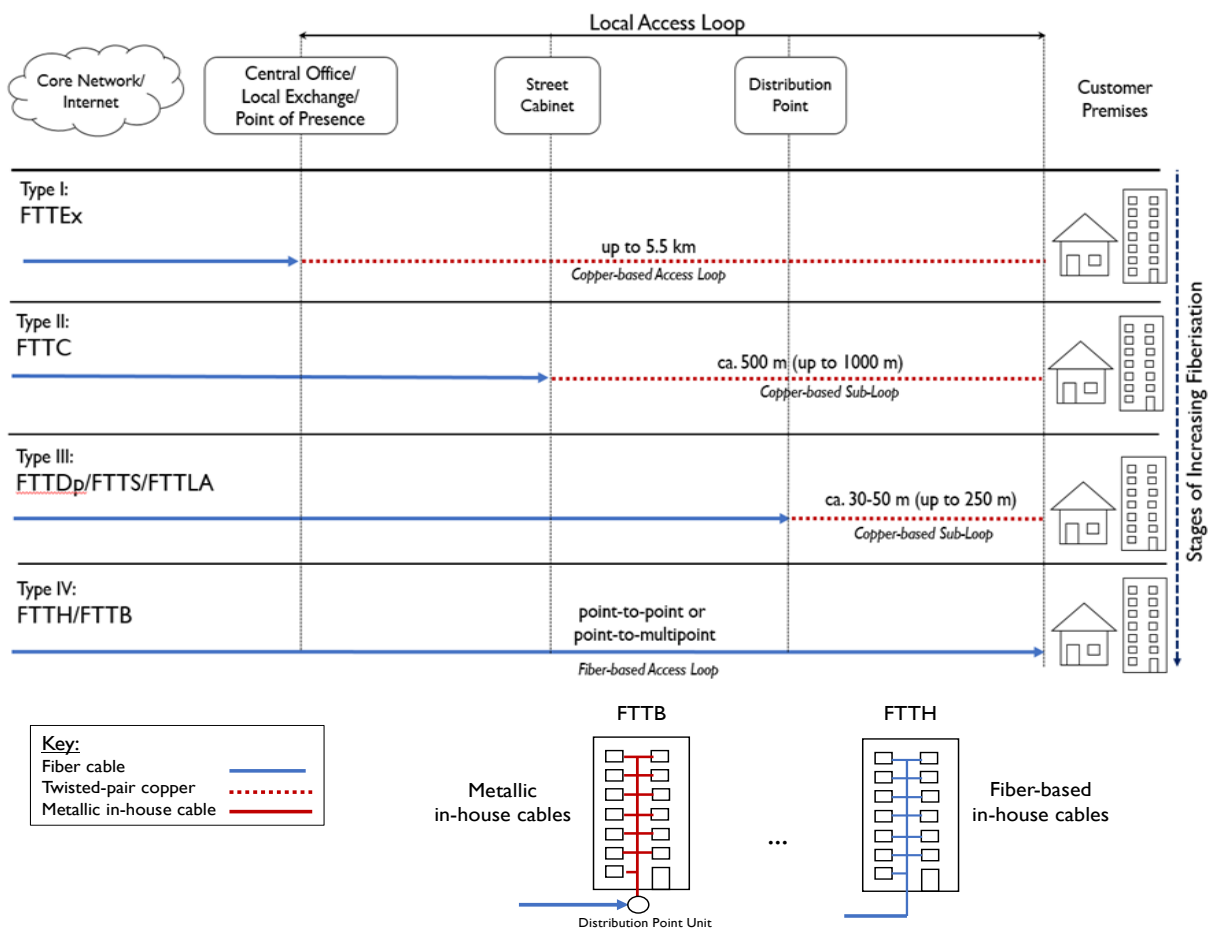 Local Access Loop
Core Network/
Internet
Central Office/
Local Exchange/
Point of Presence
Street
Cabinet
Distribution
Point
Customer
Premises
Type I:
FTTEx
up to 5.5 km
Copper-based Access Loop
Type II:
FTTC
ca. 500 m (up to 1000 m)
Copper-based Sub-Loop
Type III:
FTTDp/FTTS/FTTLA
ca. 30-50 m (up to 250 m)
Copper-based Sub-Loop
Type IV:
FTTH/FTTB
point-to-point or
point-to-multipoint
Fiber-based Access Loop
Stages of Increasing Fiberisation
Key:
Fiber cable
Twisted-pair copper
Metallic in-house cable
FTTB
Metallic
in-house cables
Distribution Point Unit
...
FTTH
Fiber-based
in-house cables